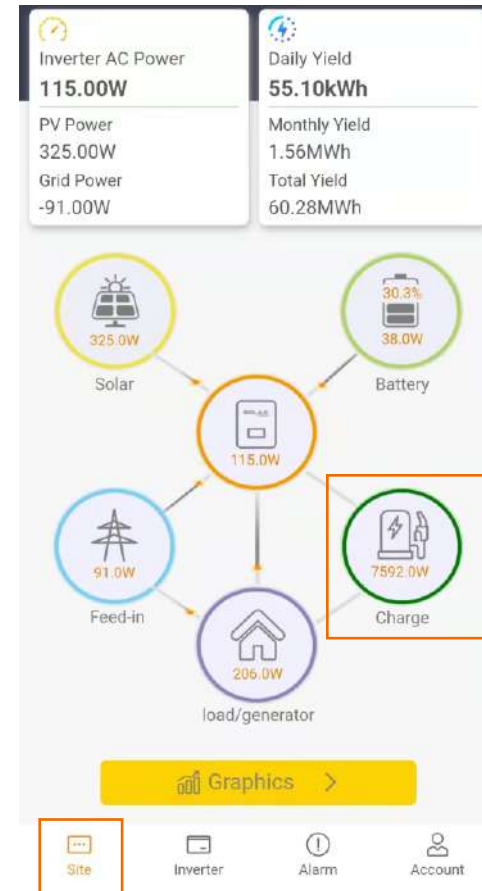 Inverter AC Power
115.00W
PV Power
325.00W
Grid Power
-91.00W
Daily Yield
55.10kWh
Monthly Yield
1.56MWh
Total Yield
60.28MWh
325.0W
Solar
30.3%
38.0W
Battery
115.0W
91.0W
Feed-in
7592.0W
Charge
206.0W
load/generator
Graphics >
Site
Inverter
Alarm
Account